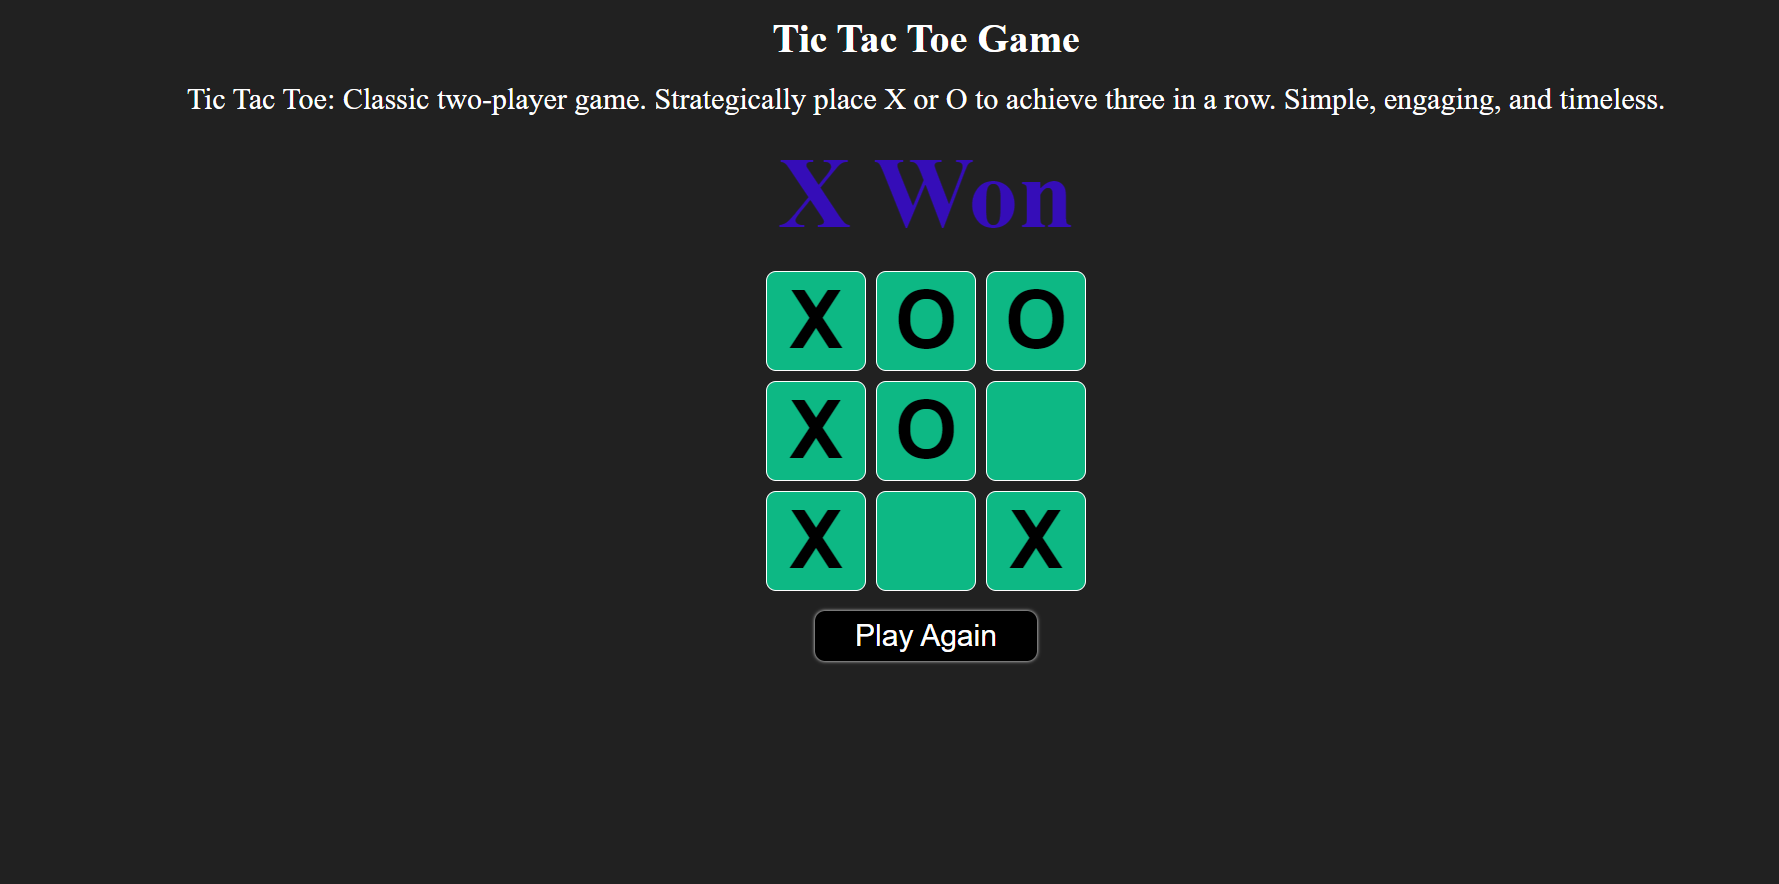 Tic Tac Toe Game
Tic Tac Toe: Classic two-player game. Strategically place X or O to achieve three in a row. Simple, engaging, and timeless.
X Won
X O O
X O
X X
Play Again